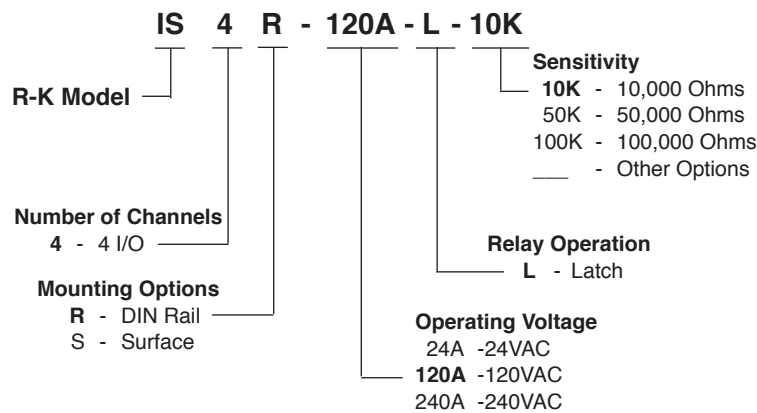 IS 4 R - 120A - L - 10K
R-K Model
Sensitivity
10K - 10,000 Ohms
50K - 50,000 Ohms
100K - 100,000 Ohms
___ - Other Options
Number of Channels
4 - 4 I/O
Relay Operation
L - Latch
Mounting Options
R - DIN Rail
S - Surface
Operating Voltage
24A -24VAC
120A -120VAC
240A -240VAC